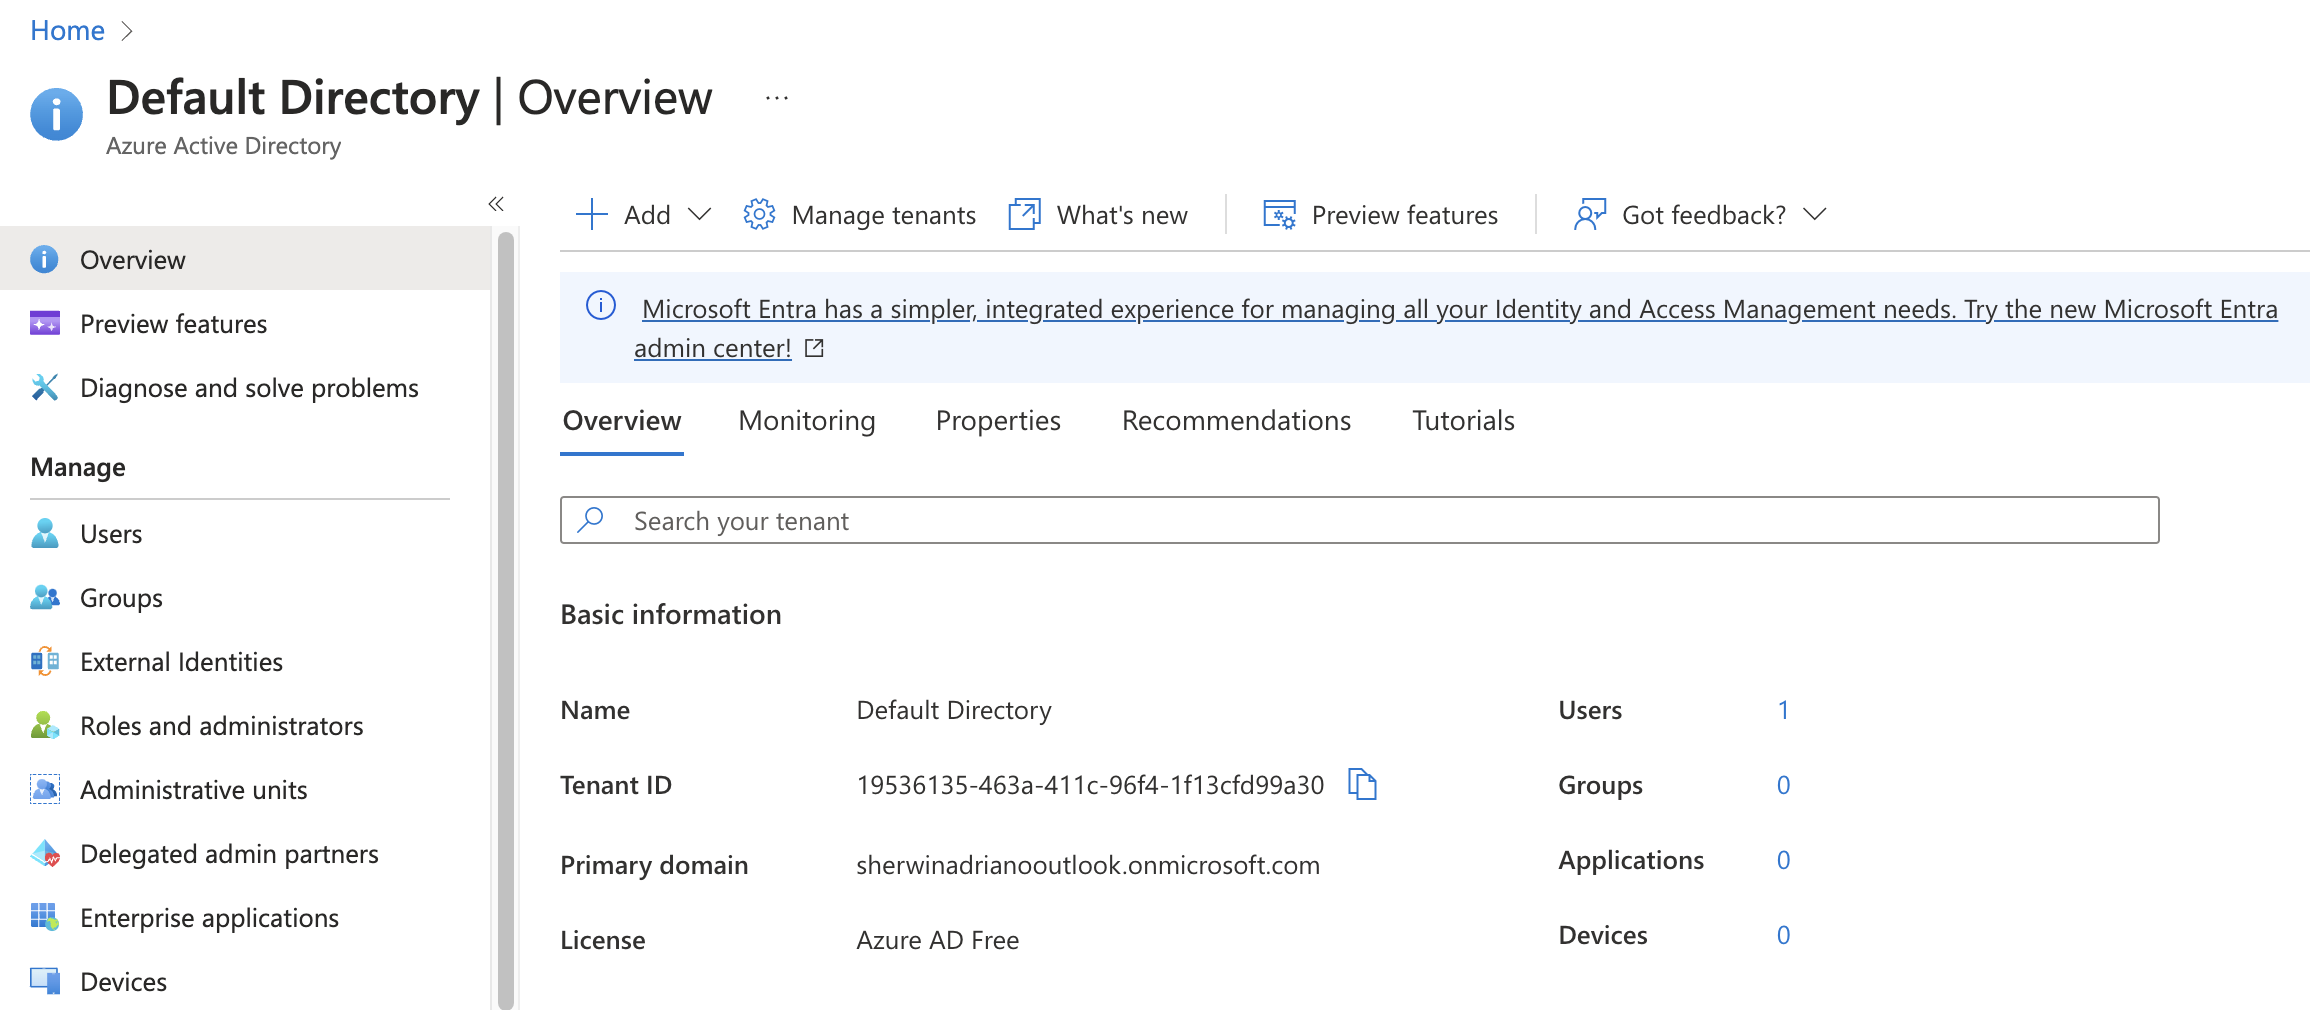 Home
Default Directory | Overview ...
Azure Active Directory
Overview
Preview features
Diagnose and solve problems
Manage
Users
Groups
External Identities
Roles and administrators
Administrative units
Delegated admin partners
Enterprise applications
Devices
Add Manage tenants What's new Preview features Got feedback?
Microsoft Entra has a simpler, integrated experience for managing all your Identity and Access Management needs. Try the new Microsoft Entra
admin center!
Overview Monitoring Properties Recommendations Tutorials
Search your tenant
Basic information
Name Default Directory Users 1
Tenant ID 19536135-463a-411c-96f4-1f13cfd99a30 Groups 0
Primary domain sherwinadrianooutlook.onmicrosoft.com Applications 0
License Azure AD Free Devices 0